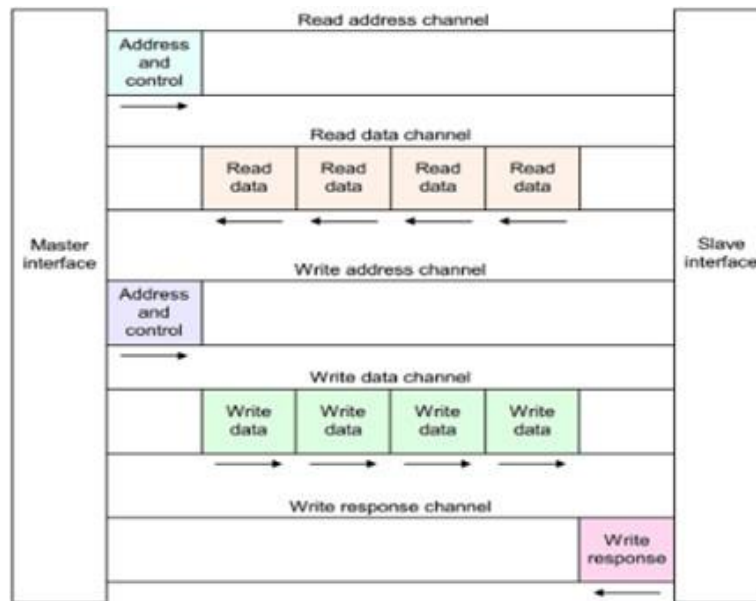 Read address channel
Address
and
control
Read data channel
Read
data
Read
data
Read
data
Read
data
Master
interface
Slave
interface
Write address channel
Address
and
control
Write data channel
Write
data
Write
data
Write
data
Write
data
Write response channel
Write
response